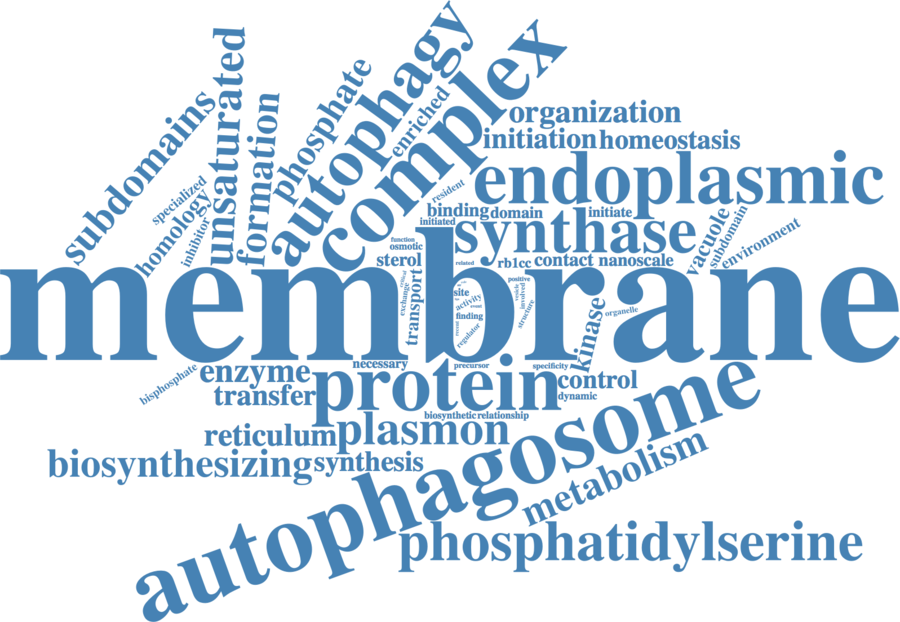 autophagy
complex
unsaturated
phosphate
subdomains
formation
enriched
organization
initiation
homeostasis
endoplasmic
specialized
homology
inhibitor
resident
binding
domain
initiate
initiated
synthase
vacuole
subdomain
environment
function
osmotic
sterol
related
rb1cc
contact
nanoscale
membrane
transport
exchange
critical
positive
site
activity
finding
regulator
vesicle
involved
structure
organelle
kinase
necessary
precursor
specificity
bisphosphate
enzyme
protein
control
transfer
dynamic
biosynthetic
relationship
reticulum
plasmon
autophagosome
biosynthesizing
synthesis
metabolism
phosphatidylserine